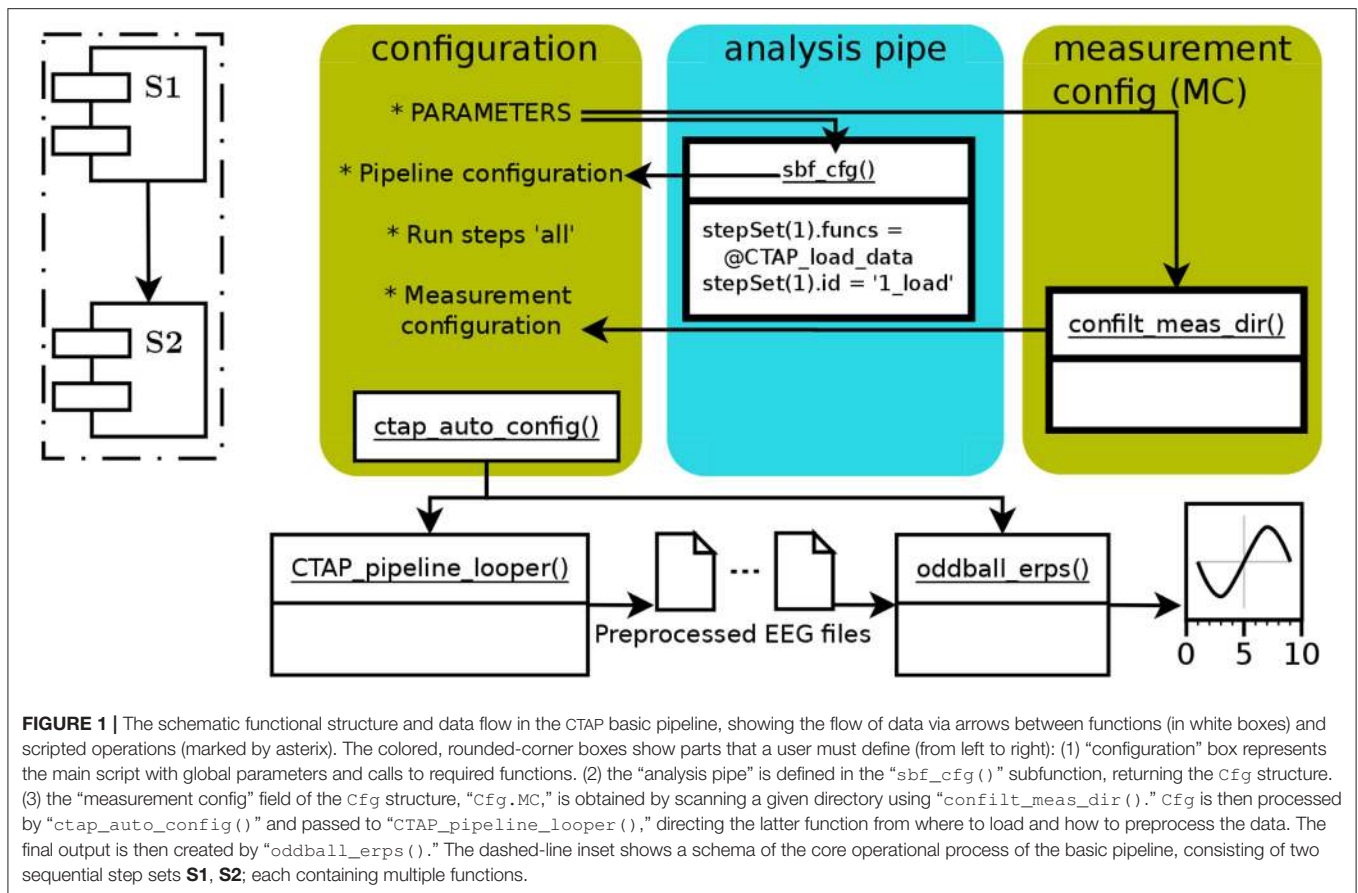 S1
S2
configuration
* PARAMETERS
* Pipeline configuration
* Run steps 'all'
* Measurement
configuration
ctap_auto_config()
analysis pipe
sbf_cfg()
stepSet(1).funcs =
@CTAP_load_data
stepSet(1).id = '1_load'
measurement
config (MC)
confilt_meas_dir()
CTAP_pipeline_looper()
...
Preprocessed EEG files
oddball_erps()
0 5 10
FIGURE 1 | The schematic functional structure and data flow in the CTAP basic pipeline, showing the flow of data via arrows between functions (in white boxes) and
scripted operations (marked by asterix). The colored, rounded-corner boxes show parts that a user must define (from left to right): (1) “configuration” box represents
the main script with global parameters and calls to required functions. (2) the “analysis pipe” is defined in the “sbf_cfg()” subfunction, returning the Cfg structure.
(3) the “measurement config” field of the Cfg structure, “Cfg.MC,” is obtained by scanning a given directory using “confilt_meas_dir().” Cfg is then processed
by “ctap_auto_config()” and passed to “CTAP_pipeline_looper(),” directing the latter function from where to load and how to preprocess the data. The
final output is then created by “oddball_erps().” The dashed-line inset shows a schema of the core operational process of the basic pipeline, consisting of two
sequential step sets S1, S2; each containing multiple functions.